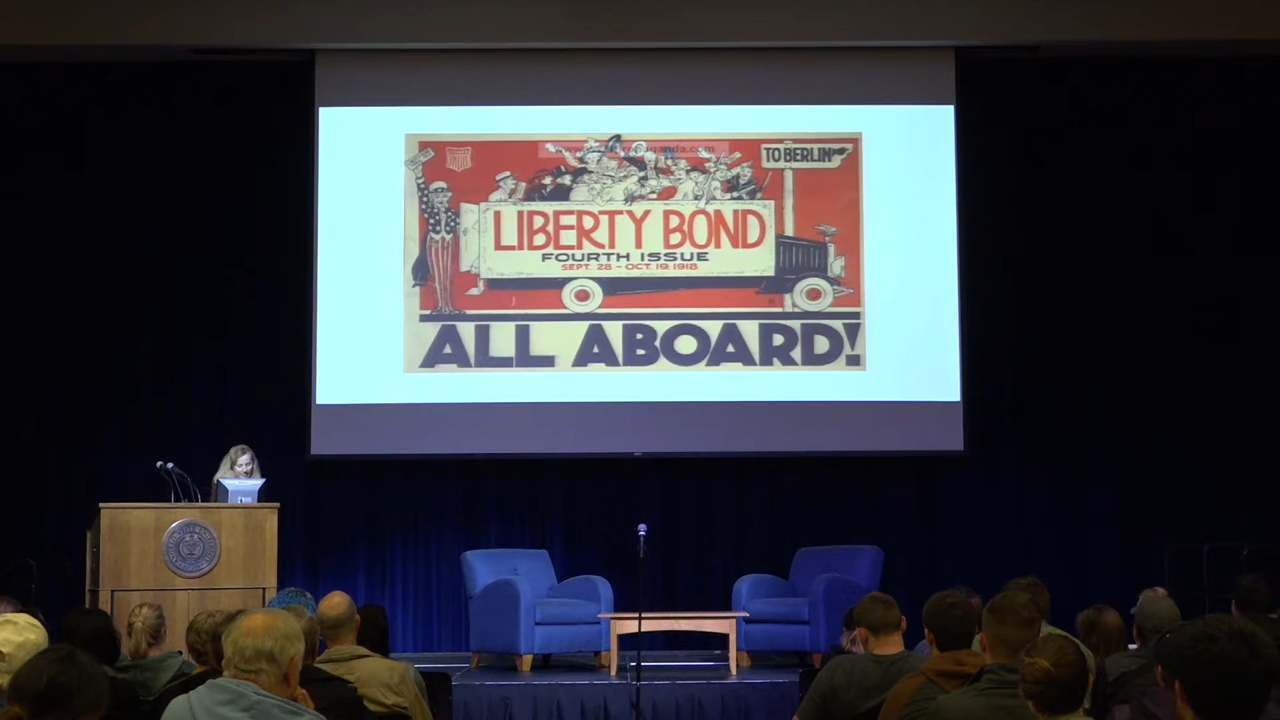 TO BERLIN
LIBERTY BOND
FOURTH ISSUE
SEPT. 28 - OCT. 19. 1918
ALL ABOARD!